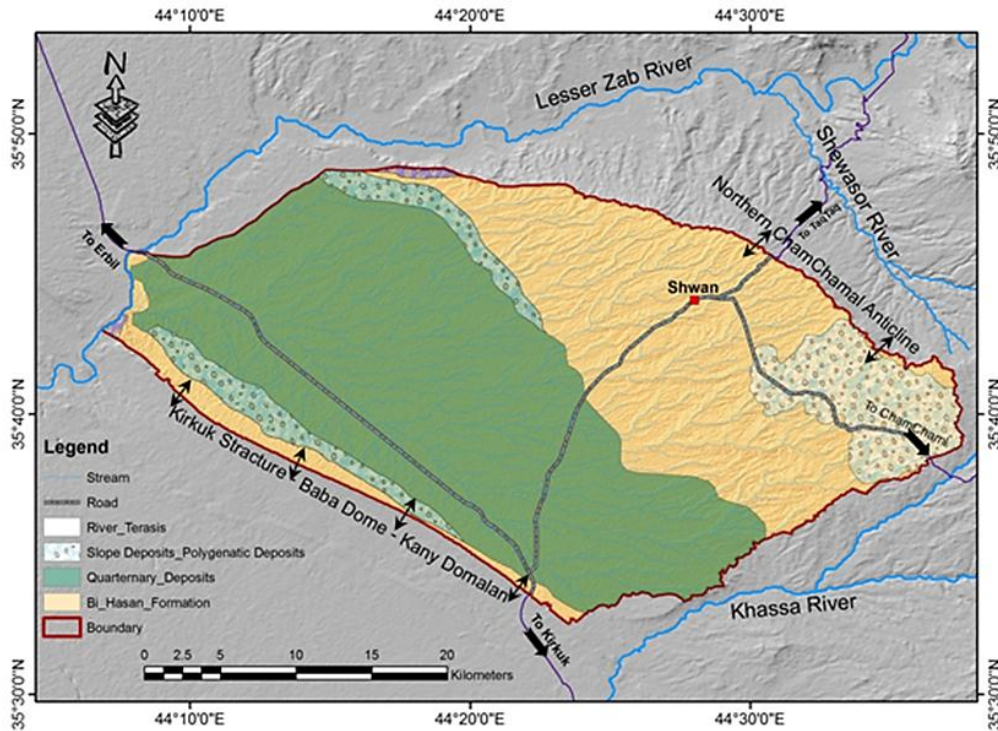 44°10'0"E
44°20'0"E
44°30'0"E
N
35°50'0"N
35°50'0"N
Lesser Zab River
Shewasor River
Northern ChamChamal Anticline
To TaqTaq
To Erbil
Shwan
35°40'0"N
35°40'0"N
To ChamChaml
Kirkuk Stracture - Baba Dome - Kany Domalan
Legend
Stream
Road
River_Terasis
Slope Deposits_Polygenatic Deposits
Quarternary_Deposits
Bi_Hasan_Formation
Boundary
Khassa River
To Kirkuk
0 2.5 5 10 15 20
Kilometers
35°30'0"N
35°30'0"N
44°10'0"E
44°20'0"E
44°30'0"E